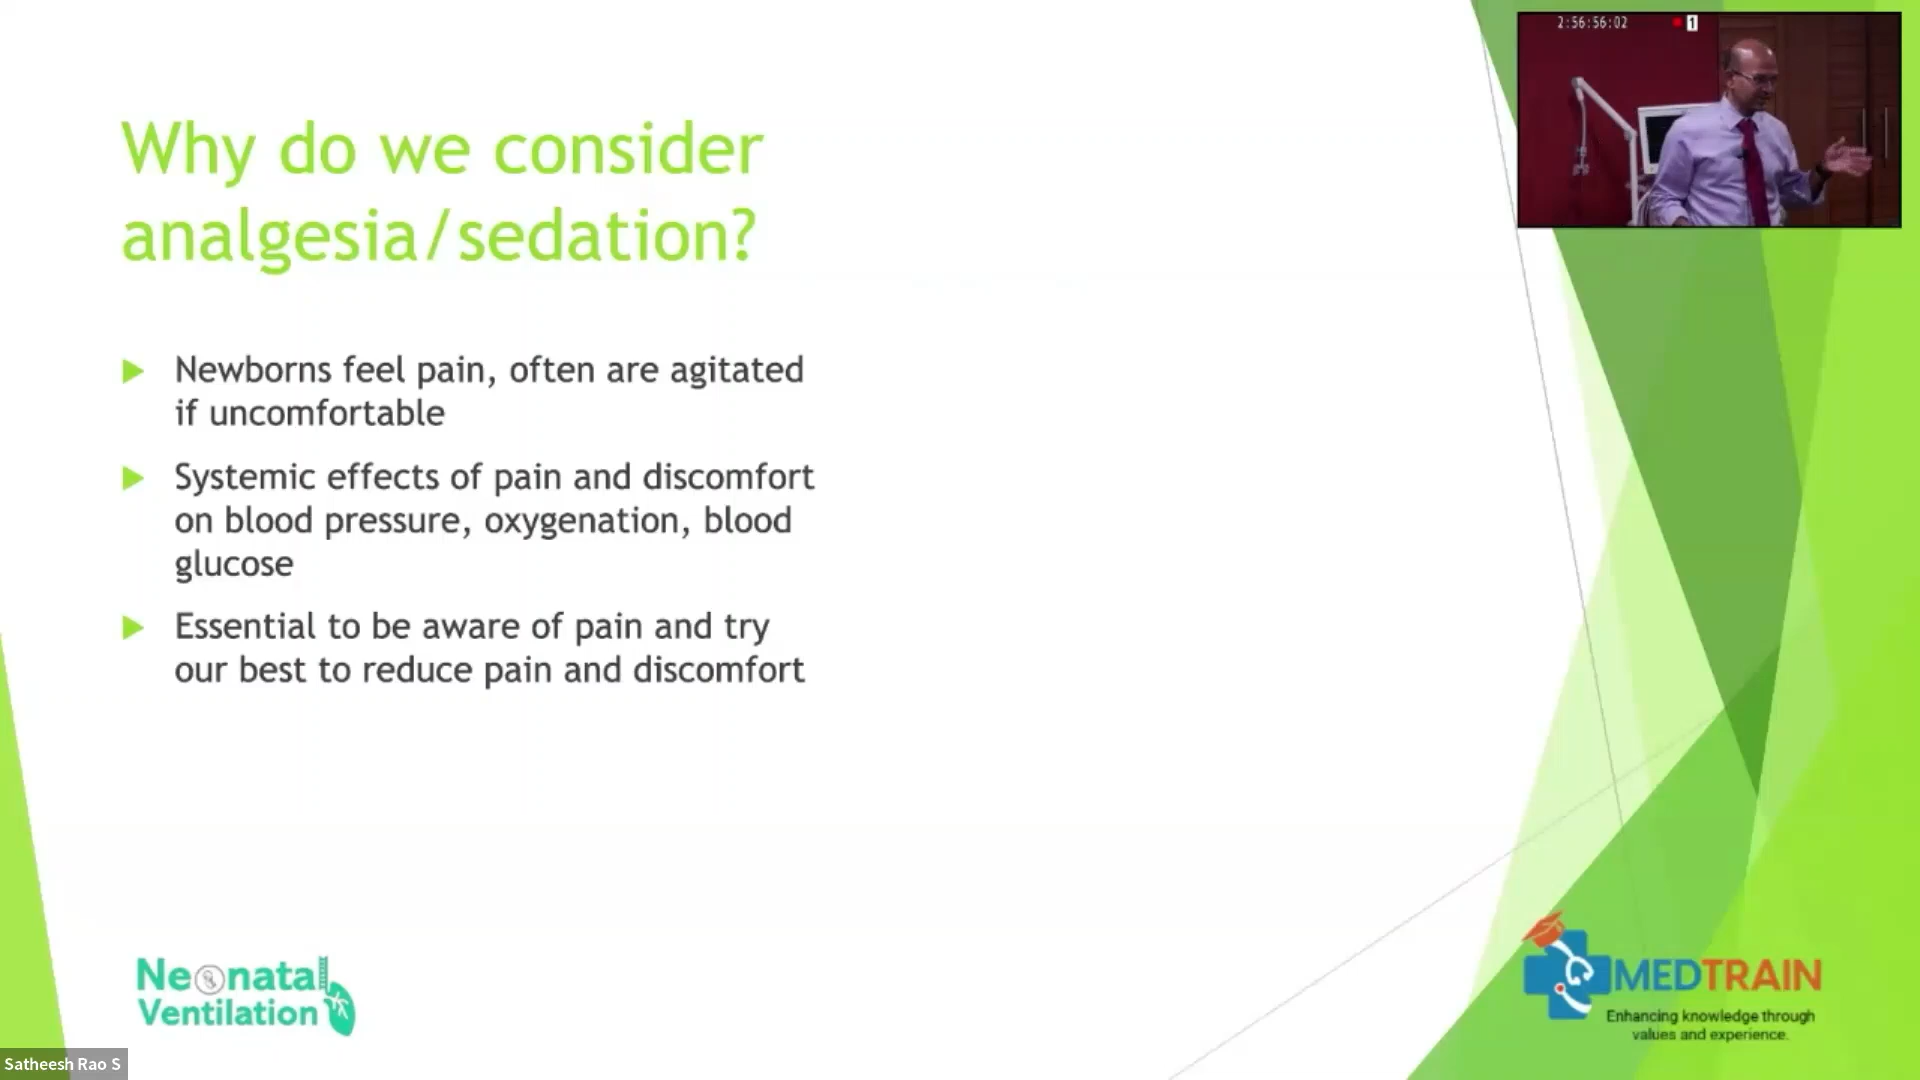 2:56:56:02
1
Why do we consider
analgesia/sedation?
Newborns feel pain, often are agitated
if uncomfortable
Systemic effects of pain and discomfort
on blood pressure, oxygenation, blood
glucose
Essential to be aware of pain and try
our best to reduce pain and discomfort
Neonatal
Ventilation
MEDTRAIN
Enhancing knowledge through
values and experience.
Satheesh Rao S